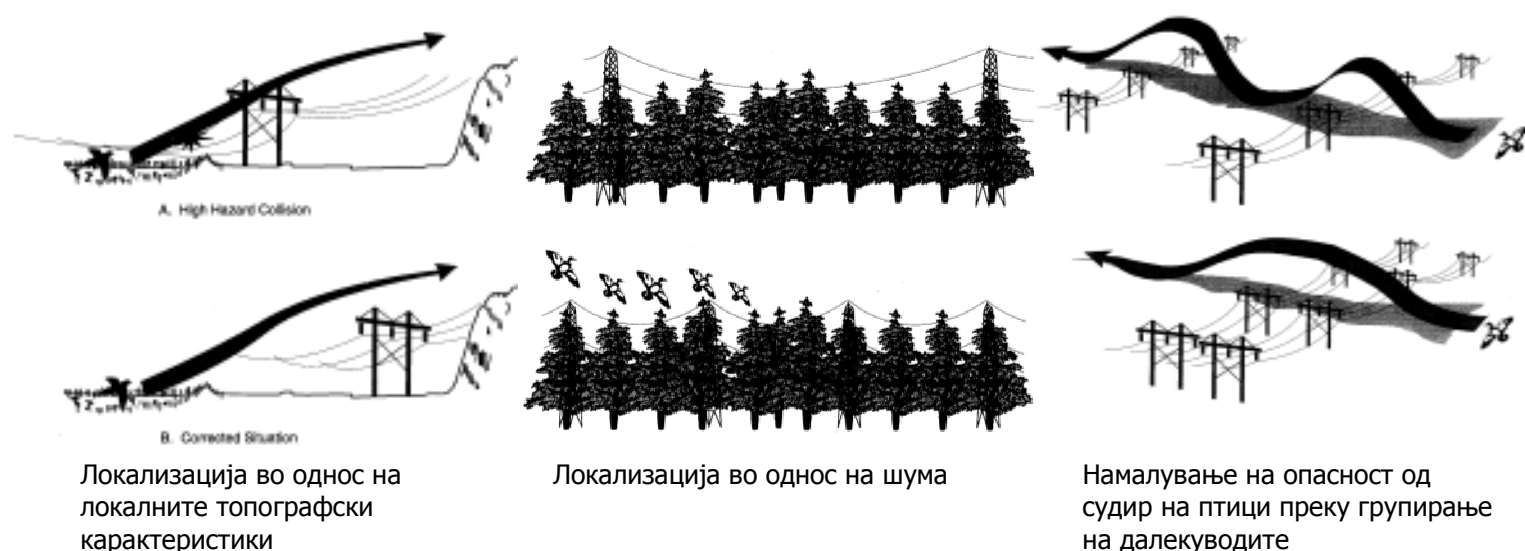 A. High Hazard Collision
B. Corrected Situation
Локализација во однос на
локалните топографски
карактеристики
Локализација во однос на шума
Намалување на опасност од
судир на птици преку групирање
на далекуводите